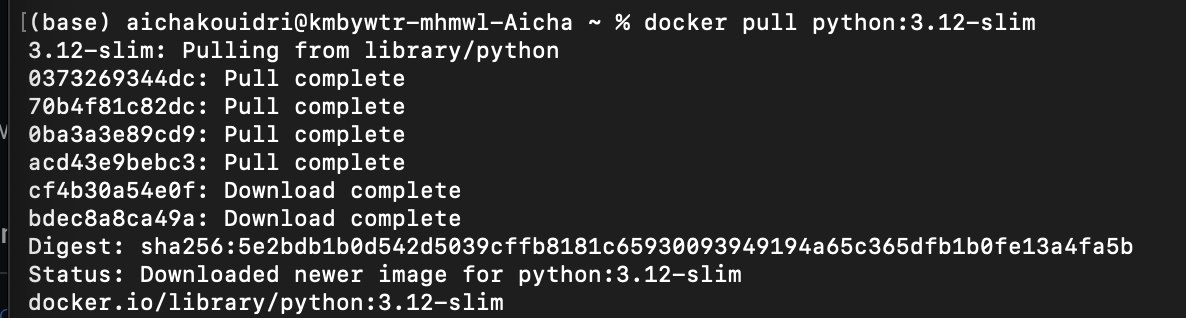 [(base) aichakouidri@kmbywtr-mhmwl-Aicha ~ % docker pull python:3.12-slim
3.12-slim: Pulling from library/python
0373269344dc: Pull complete
70b4f81c82dc: Pull complete
0ba3a3e89cd9: Pull complete
acd43e9bebc3: Pull complete
cf4b30a54e0f: Download complete
bdec8a8ca49a: Download complete
Digest: sha256:5e2bdb1b0d542d5039cffb8181c65930093949194a65c365dfb1b0fe13a4fa5b
Status: Downloaded newer image for python:3.12-slim
docker.io/library/python:3.12-slim